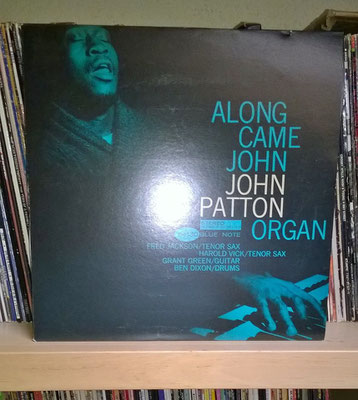 ALONG
CAME
JOHN
JOHN
PATTON
ORGAN
BLUE NOTE
FRED JACKSON/TENOR SAX
HAROLD VICK/TENOR SAX
GRANT GREEN/GUITAR
BEN DIXON/DRUMS